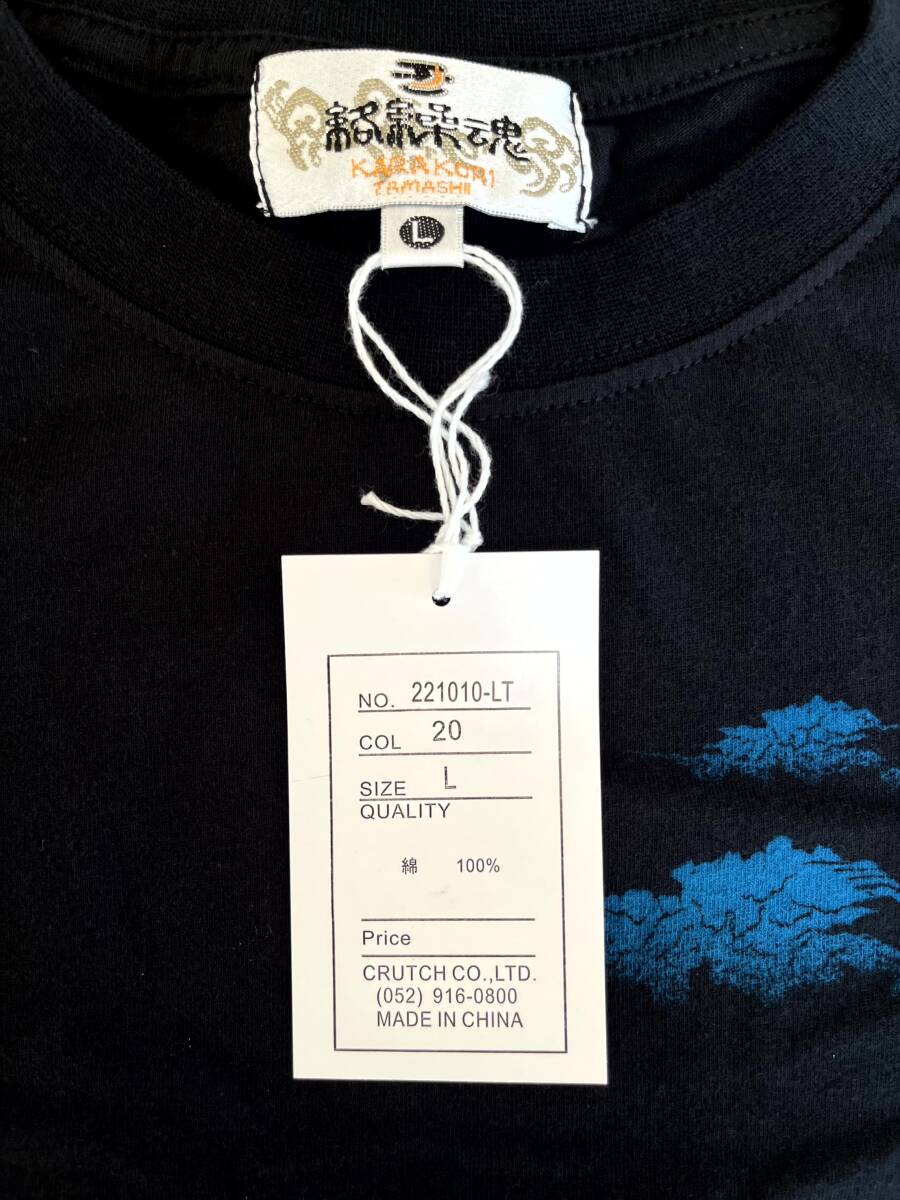 絡繰魂
KARAKURI
TAMASHII
L
NO. 221010-LT
COL 20
SIZE L
QUALITY
綿 100%
Price
CRUTCH CO.,LTD.
(052) 916-0800
MADE IN CHINA